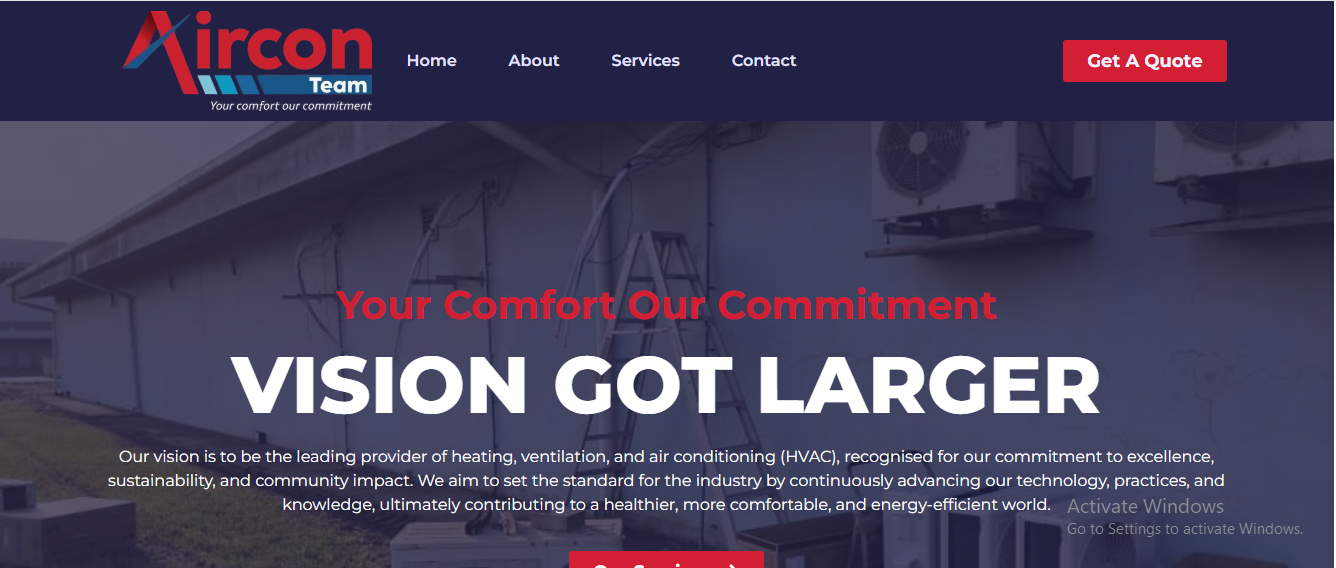 Aircon
Team
Your comfort our commitment
Home About Services Contact
Get A Quote
Your Comfort Our Commitment
VISION GOT LARGER
Our vision is to be the leading provider of heating, ventilation, and air conditioning (HVAC), recognised for our commitment to excellence,
sustainability, and community impact. We aim to set the standard for the industry by continuously advancing our technology, practices, and
knowledge, ultimately contributing to a healthier, more comfortable, and energy-efficient world.
Activate Windows
Go to Settings to activate Windows.